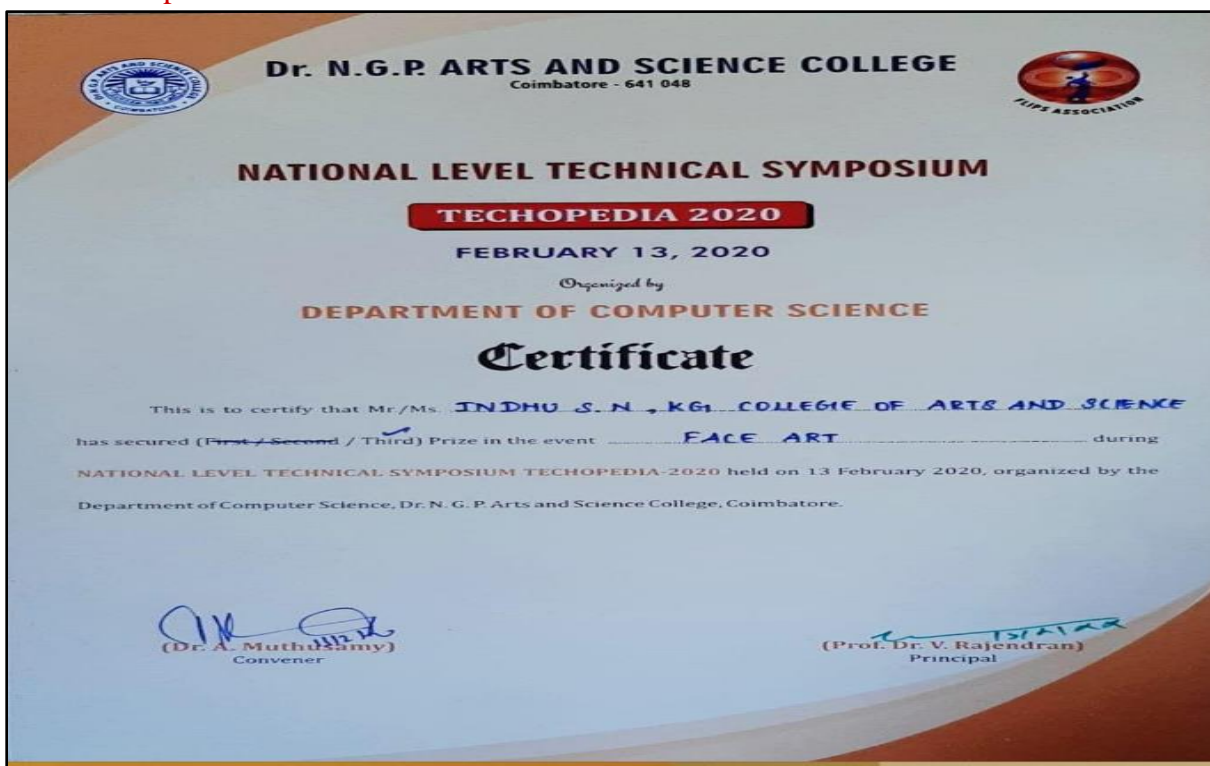 Dr. N.G.P. ARTS AND SCIENCE COLLEGE
Coimbatore - 641 048
FLIPS ASSOCIATION
NATIONAL LEVEL TECHNICAL SYMPOSIUM
TECHOPEDIA 2020
FEBRUARY 13, 2020
Organized by
DEPARTMENT OF COMPUTER SCIENCE
Certificate
This is to certify that Mr/Ms. INDHU S.N, KG COLLEGE OF ARTS AND SCIENCE
has secured (First / Second / Third) Prize in the event FACE ART during
NATIONAL LEVEL TECHNICAL SYMPOSIUM TECHOPEDIA-2020 held on 13 February 2020, organized by the
Department of Computer Science, Dr. N. G. P. Arts and Science College, Coimbatore.
(Dr. A. Muthusamy)
Convener
(Prof. Dr. V. Rajendran)
Principal